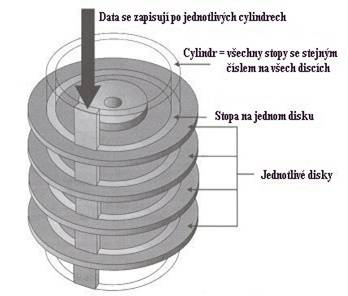 Data se zapisují po jednotlivých cylindrech
Cylindr = všechny stopy se stejným
číslem na všech discích
Stopa na jednom disku
Jednotlivé disky